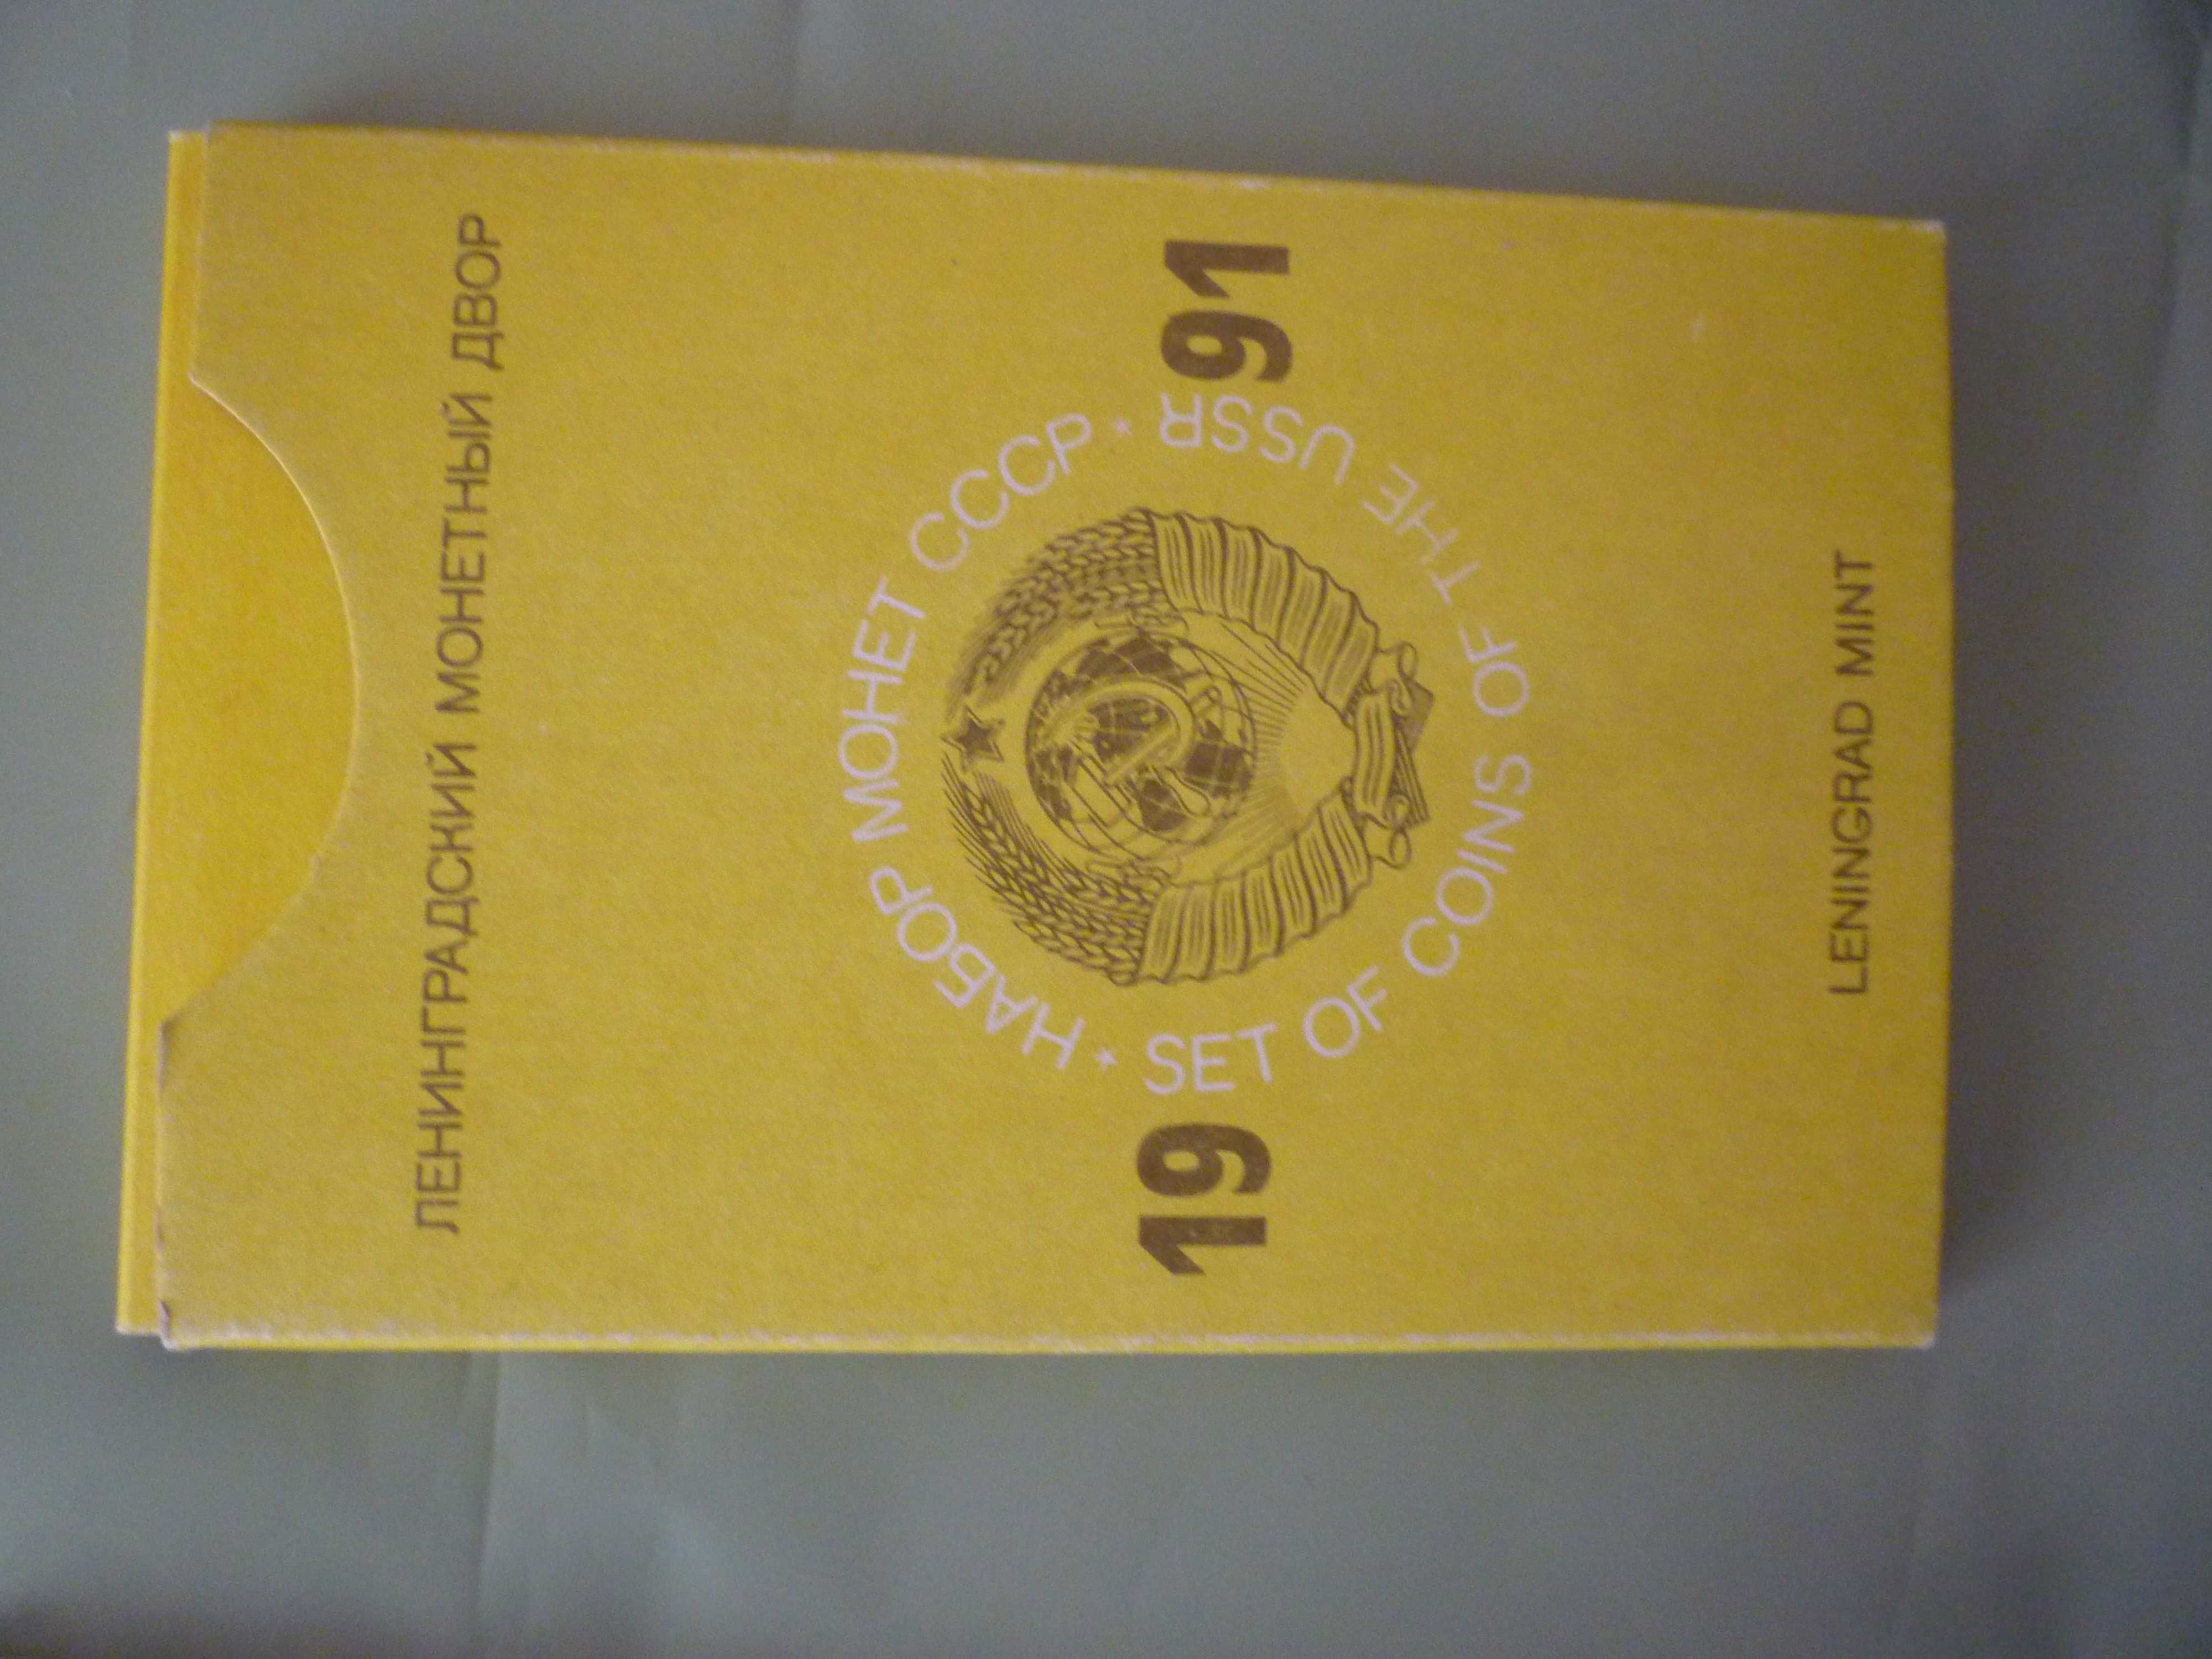 ЛЕНИНГРАДСКИЙ МОНЕТНЫЙ ДВОР
НАБОР МОНЕТ СССР
19 91
* SET OF COINS OF THE USSR *
LENINGRAD MINT